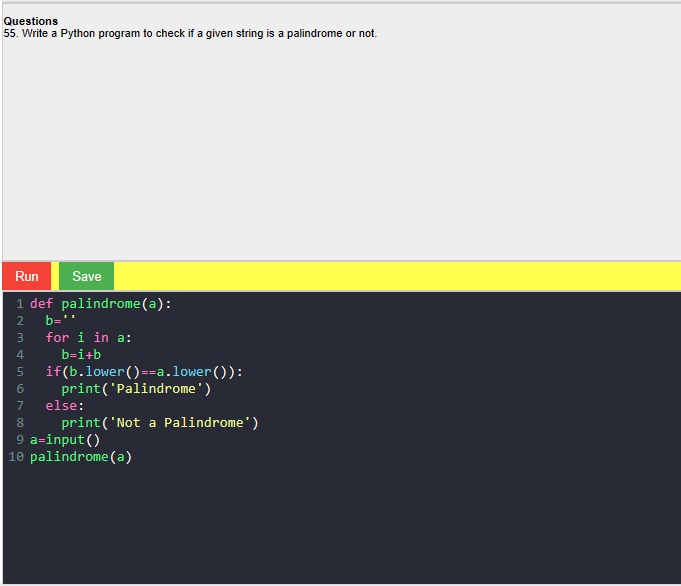 Questions
55. Write a Python program to check if a given string is a palindrome or not.
Run Save
1 def palindrome(a):
2   b=''
3   for i in a:
4     b=i+b
5   if(b.lower()==a.lower()):
6     print('Palindrome')
7   else:
8     print('Not a Palindrome')
9 a=input()
10 palindrome(a)